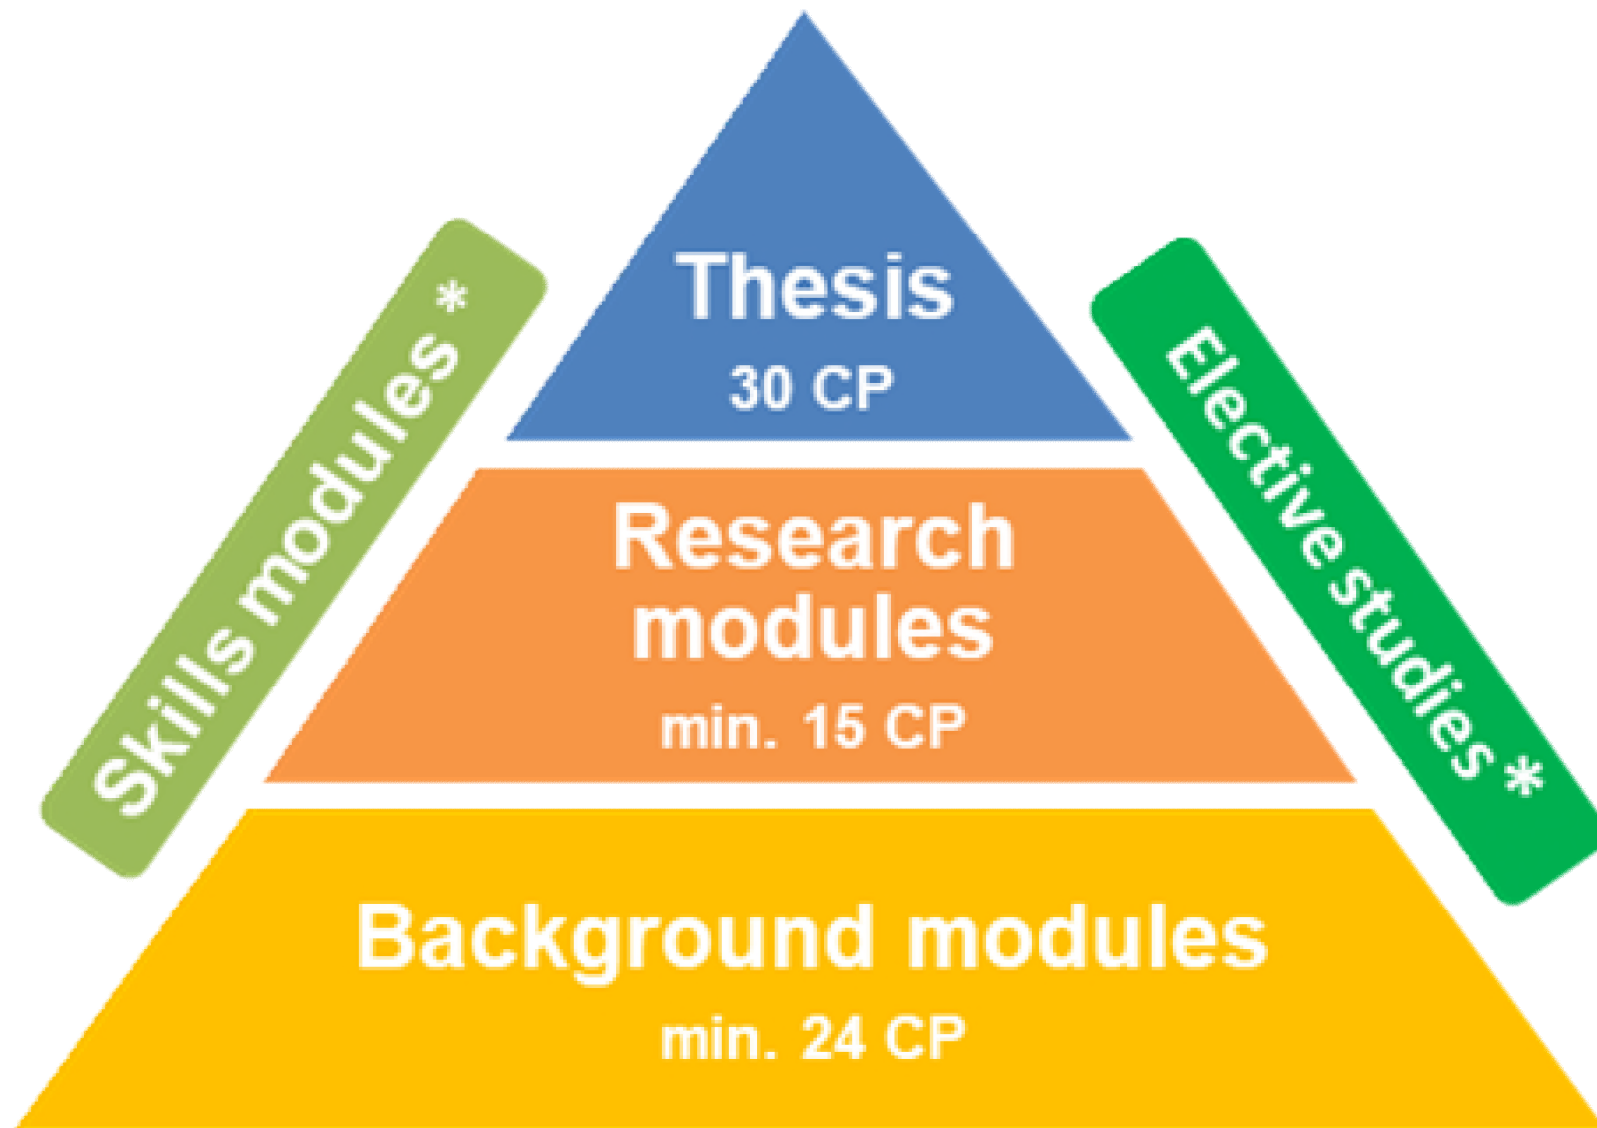 Thesis
30 CP
Skills modules *
Elective studies *
Research
modules
min. 15 CP
Background modules
min. 24 CP